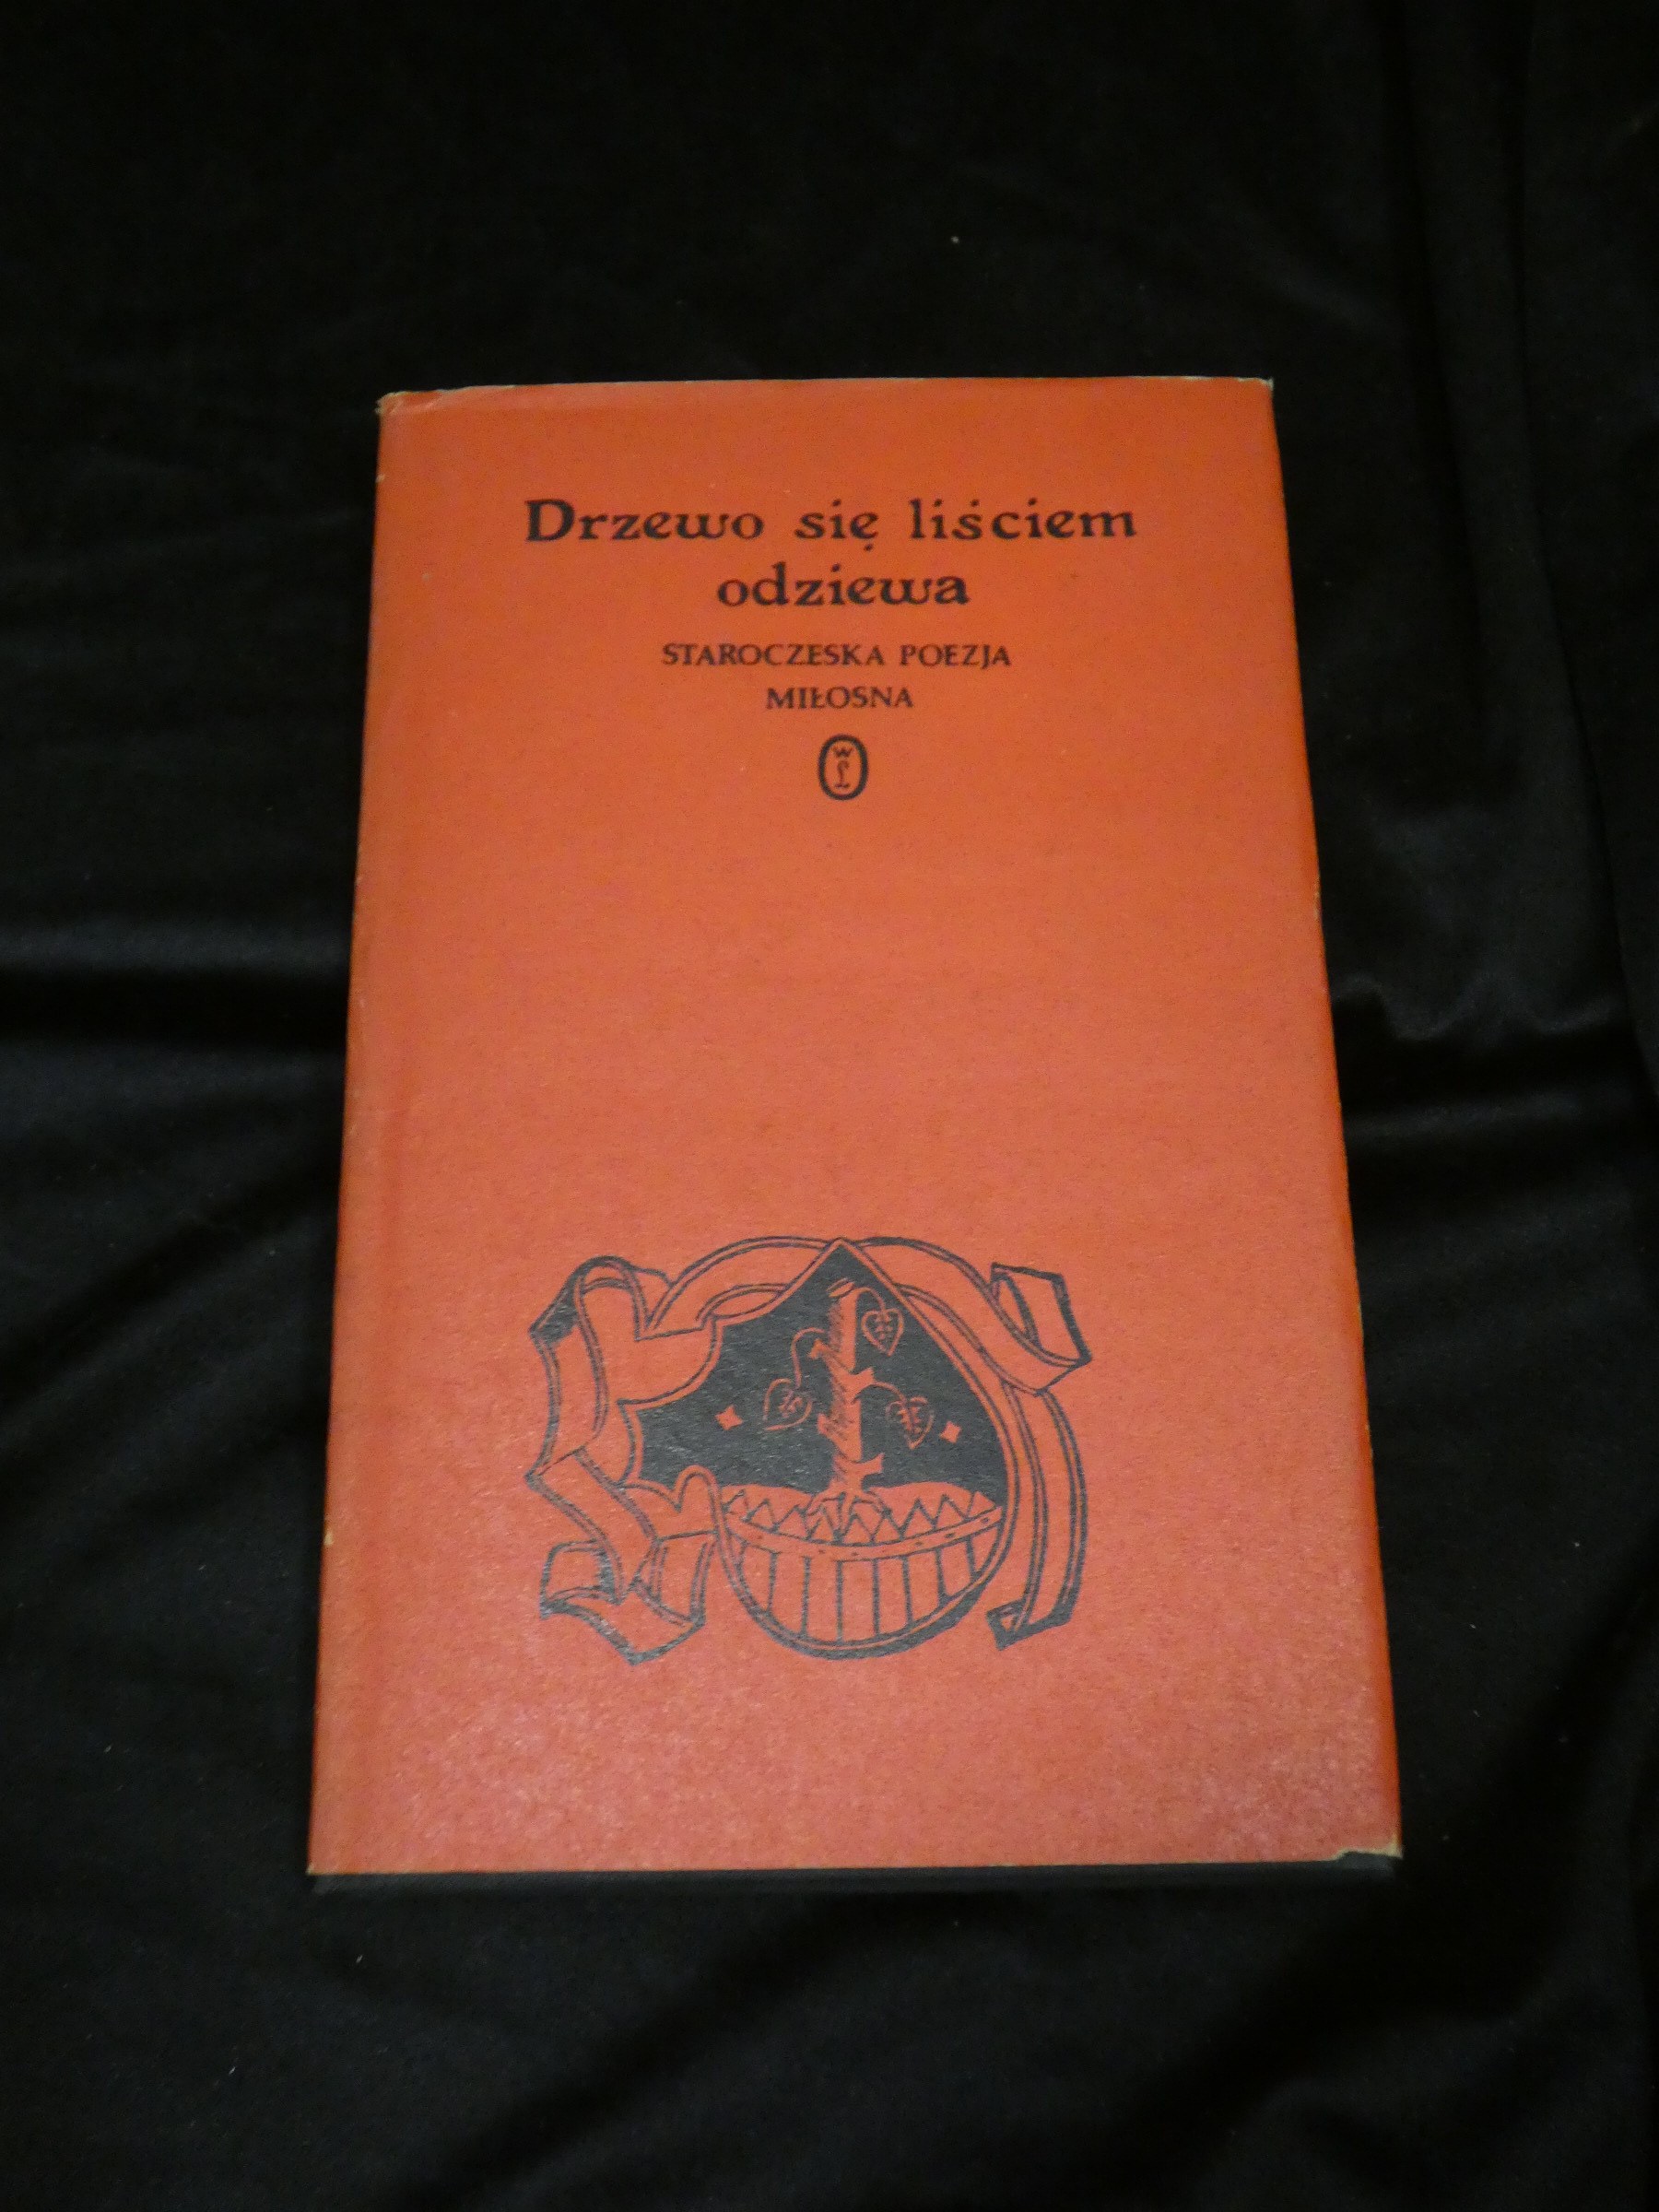 Drzewo się liściem
odziewa
STAROCZESKA POEZJA
MIŁOSNA
W
L